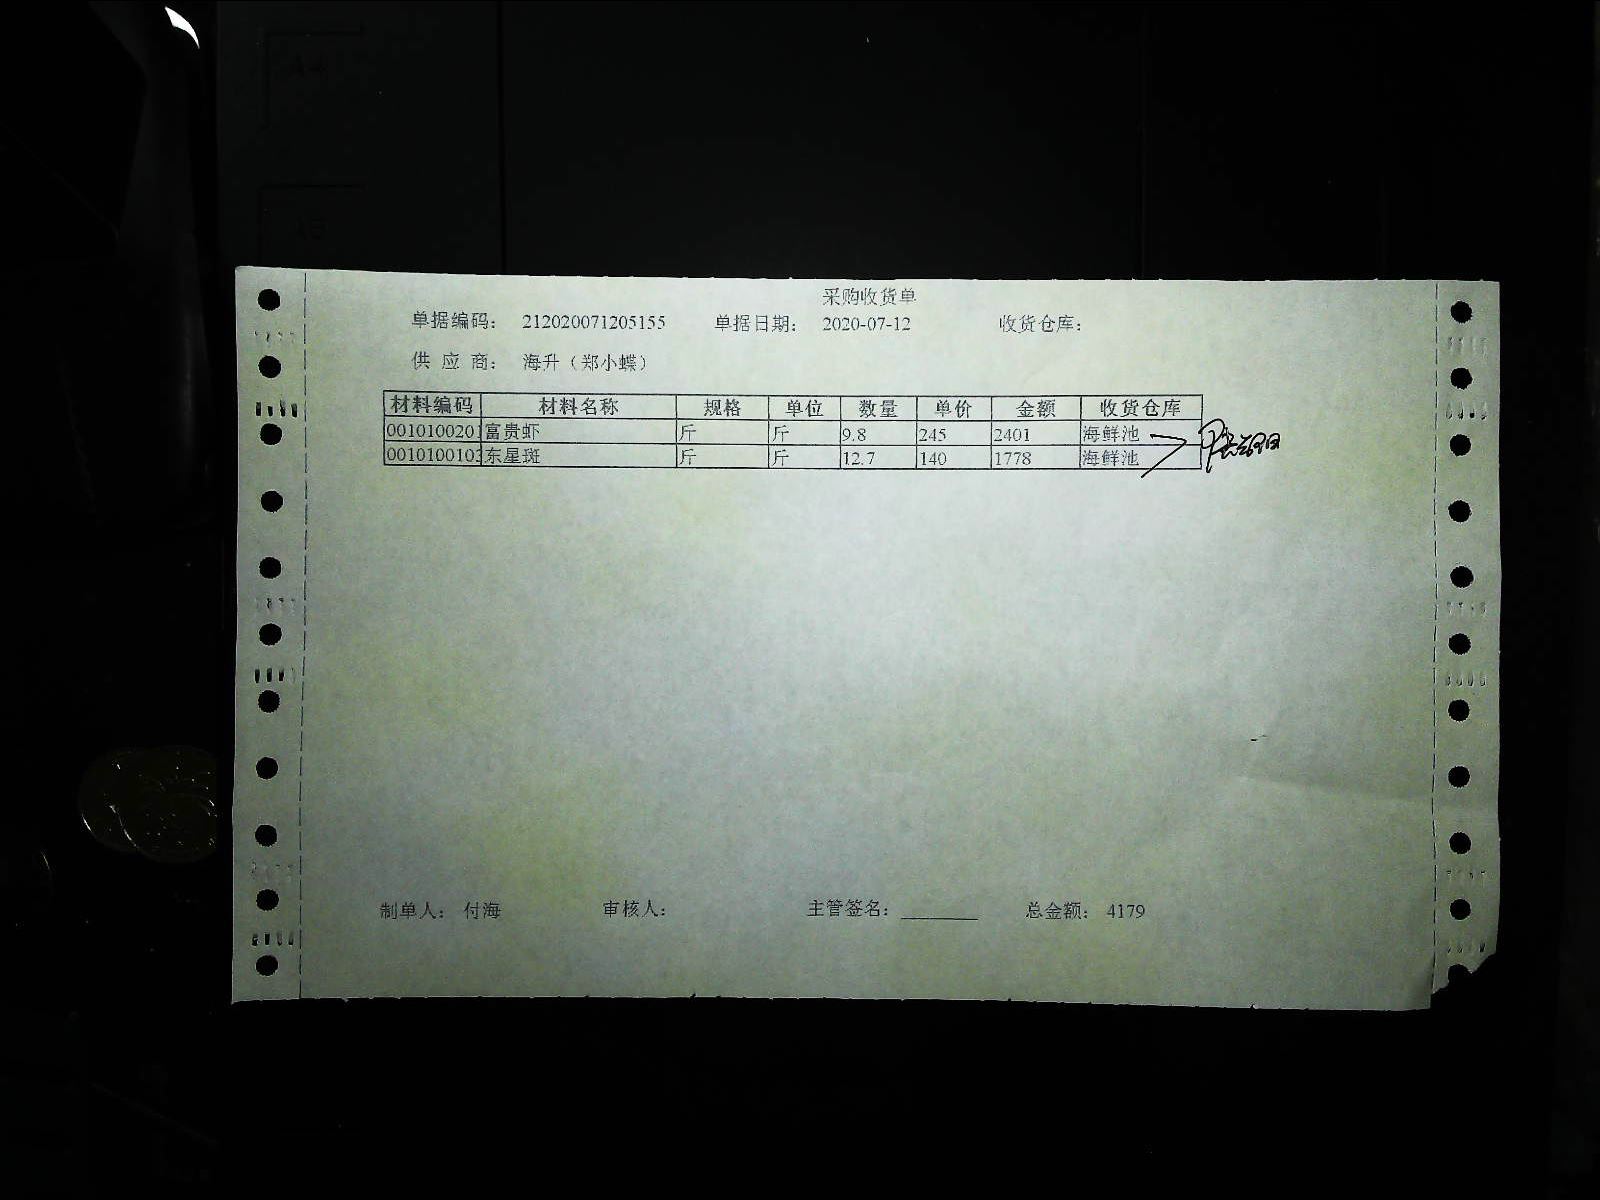 采购收货单
单据编码： 212020071205155 单据日期： 2020-07-12 收货仓库：
供 应 商： 海升（郑小蝶）
材料编码 材料名称 规格 单位 数量 单价 金额 收货仓库
0010100201 富贵虾 斤 斤 9.8 245 2401 海鲜池
001010010 东星斑 斤 斤 12.7 140 1778 海鲜池
制单人： 付海 审核人： 主管签名： 总金额： 4179